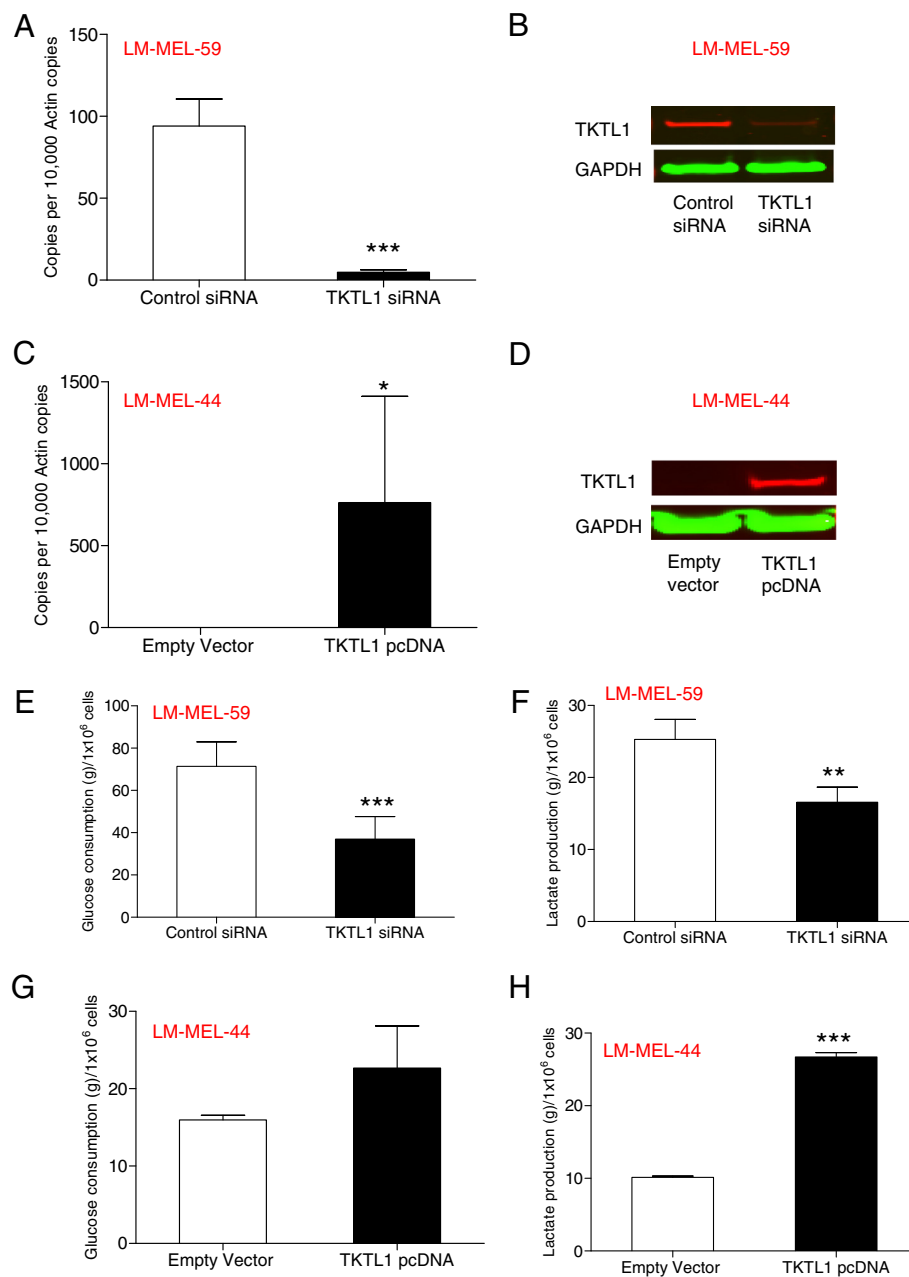 A
LM-MEL-59
Copies per 10,000 Actin copies
150
100
50
0
***
Control siRNA
TKTL1 siRNA
B
LM-MEL-59
TKTL1
GAPDH
Control
siRNA
TKTL1
siRNA
C
LM-MEL-44
Copies per 10,000 Actin copies
1500
1000
500
0
*
Empty Vector
TKTL1 pcDNA
D
LM-MEL-44
TKTL1
GAPDH
Empty
vector
TKTL1
pcDNA
E
LM-MEL-59
Glucose consumption (g)/1x10⁶ cells
100
80
60
40
20
0
***
Control siRNA
TKTL1 siRNA
F
LM-MEL-59
Lactate production (g)/1x10⁶ cells
30
20
10
0
**
Control siRNA
TKTL1 siRNA
G
LM-MEL-44
Glucose consumption (g)/1x10⁶ cells
30
20
10
0
Empty Vector
TKTL1 pcDNA
H
LM-MEL-44
Lactate production (g)/1x10⁶ cells
30
20
10
0
***
Empty Vector
TKTL1 pcDNA